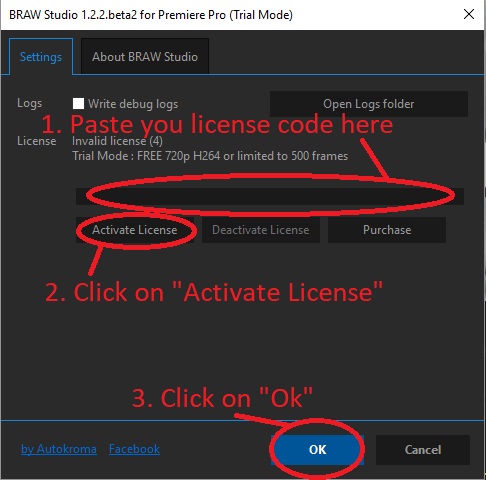 BRAW Studio 1.2.2.beta2 for Premiere Pro (Trial Mode)
Settings
About BRAW Studio
Logs
Write debug logs
Open Logs folder
1. Paste you license code here
License
Invalid license (4)
Trial Mode : FREE 720p H264 or limited to 500 frames
Activate License
Deactivate License
Purchase
2. Click on "Activate License"
3. Click on "Ok"
by Autokroma
Facebook
OK
Cancel